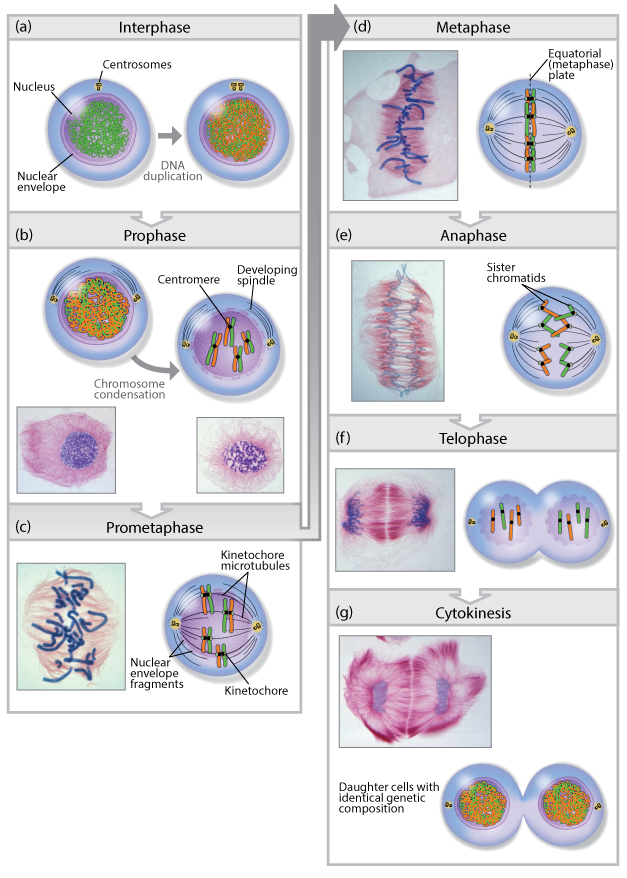 (a) Interphase
Centrosomes
Nucleus
Nuclear
envelope
DNA
duplication
(b) Prophase
Centromere
Developing
spindle
Chromosome
condensation
(c) Prometaphase
Kinetochore
microtubules
Nuclear
envelope
fragments
Kinetochore
(d) Metaphase
Equatorial
(metaphase)
plate
(e) Anaphase
Sister
chromatids
(f) Telophase
(g) Cytokinesis
Daughter cells with
identical genetic
composition